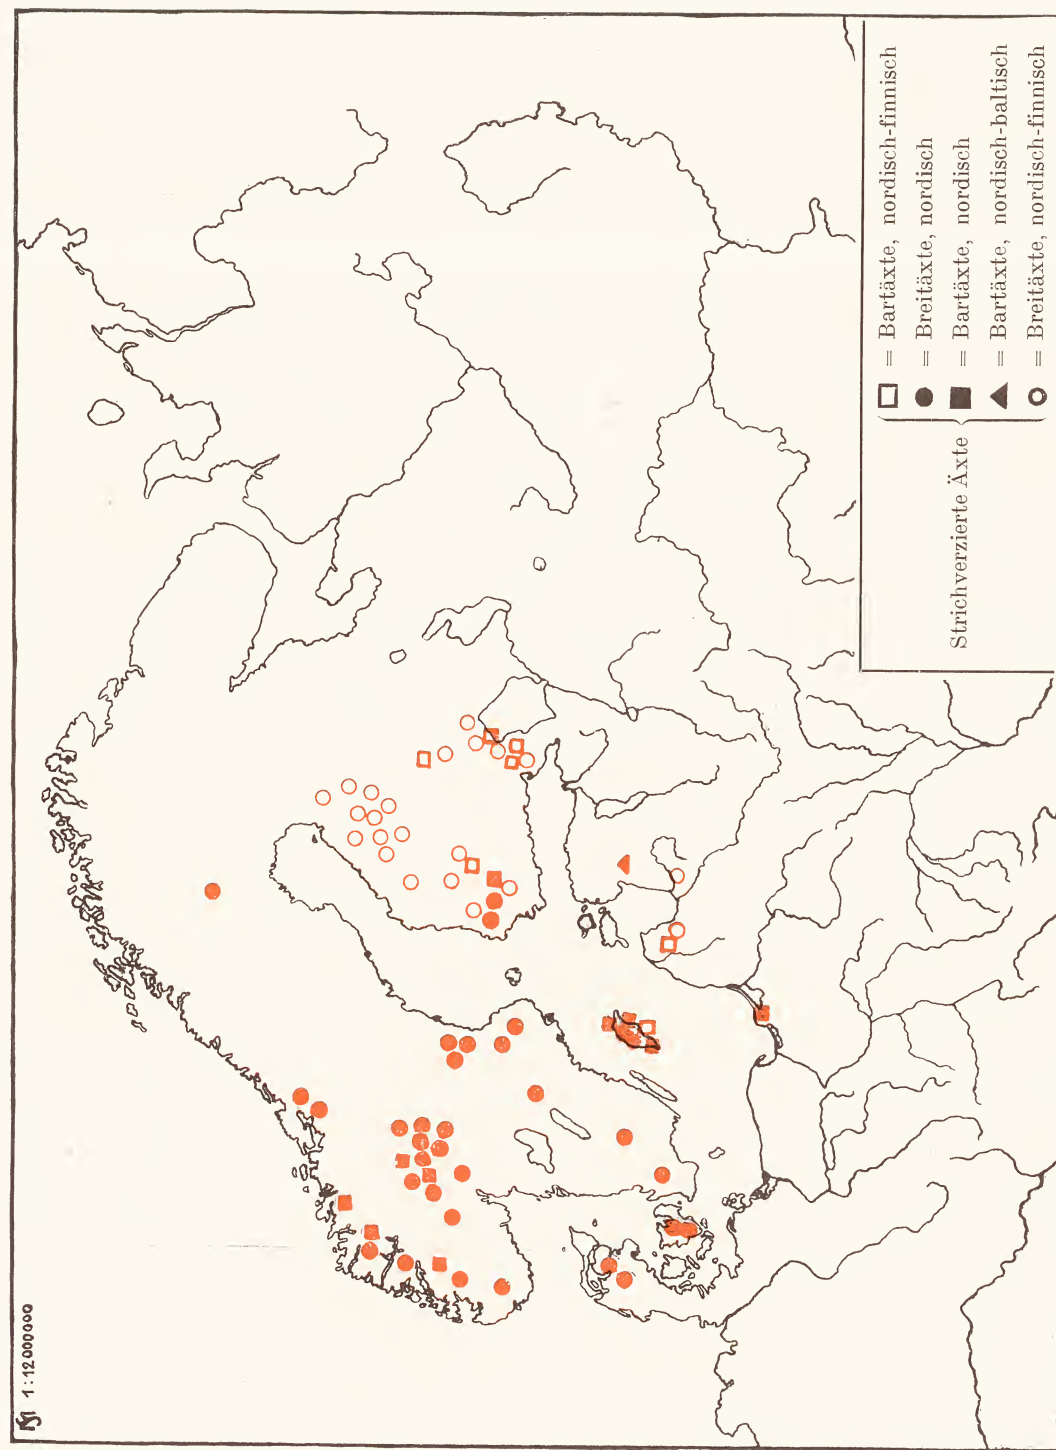 1:12000000
Strichverzierte Äxte
= Bartäxte, nordisch-finnisch
= Breitäxte, nordisch
= Bartäxte, nordisch
= Bartäxte, nordisch-baltisch
= Breitäxte, nordisch-finnisch